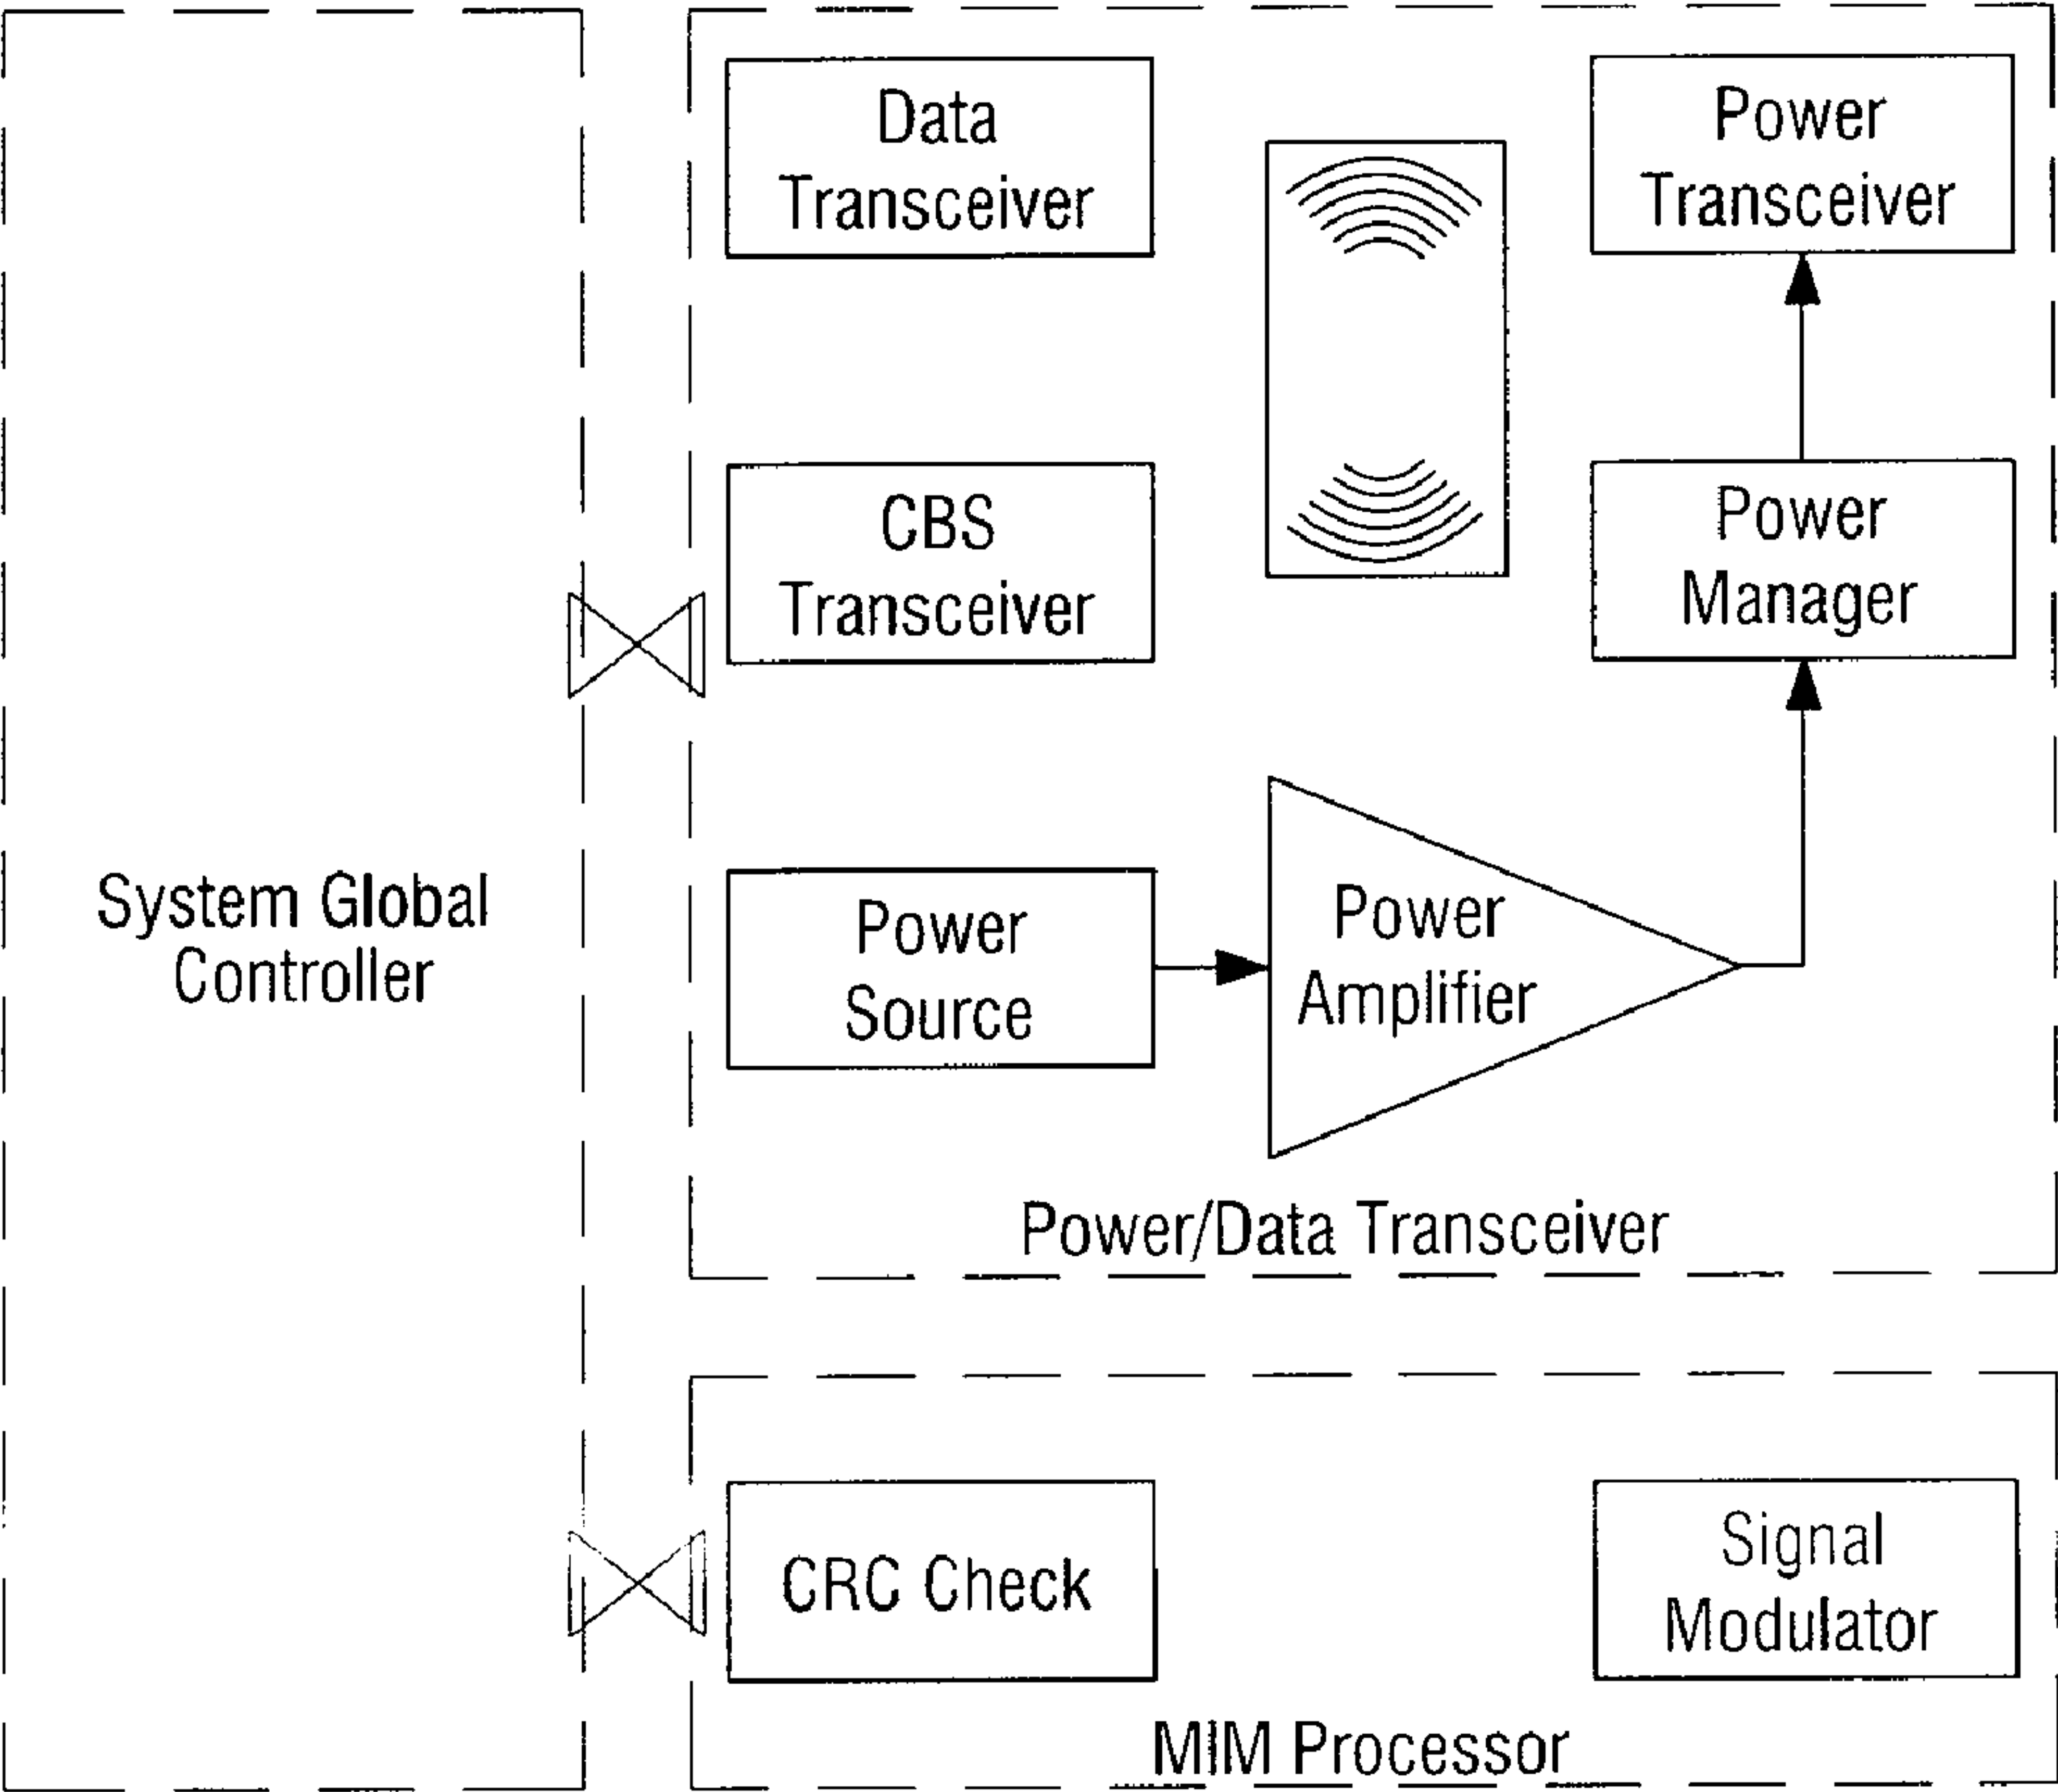 Data
Transceiver
Power
Transceiver
CBS
Transceiver
Power
Manager
System Global
Controller
Power
Source
Power
Amplifier
Power/Data Transceiver
CRC Check
Signal
Modulator
MIM Processor